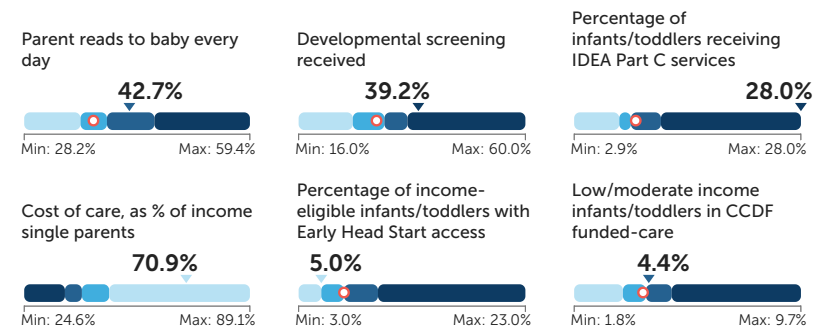 Parent reads to baby every
day
42.7%
Min: 28.2% Max: 59.4%
Developmental screening
received
39.2%
Min: 16.0% Max: 60.0%
Percentage of
infants/toddlers receiving
IDEA Part C services
28.0%
Min: 2.9% Max: 28.0%
Cost of care, as % of income
single parents
70.9%
Min: 24.6% Max: 89.1%
Percentage of income-
eligible infants/toddlers with
Early Head Start access
5.0%
Min: 3.0% Max: 23.0%
Low/moderate income
infants/toddlers in CCDF
funded-care
4.4%
Min: 1.8% Max: 9.7%